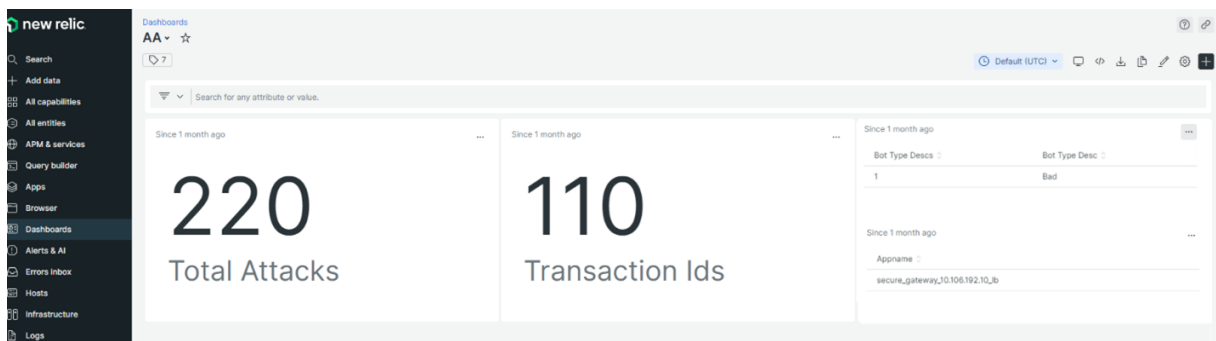 new relic.
Search
Add data
All capabilities
All entities
APM & services
Query builder
Apps
Browser
Dashboards
Alerts & AI
Errors inbox
Hosts
Infrastructure
Logs
Dashboards
AA
7
Default (UTC)
Search for any attribute or value.
Since 1 month ago
220
Total Attacks
Since 1 month ago
110
Transaction Ids
Since 1 month ago
Bot Type Descs Bot Type Desc
1 Bad
Since 1 month ago
Appname
secure_gateway_10.106.192.10_lb